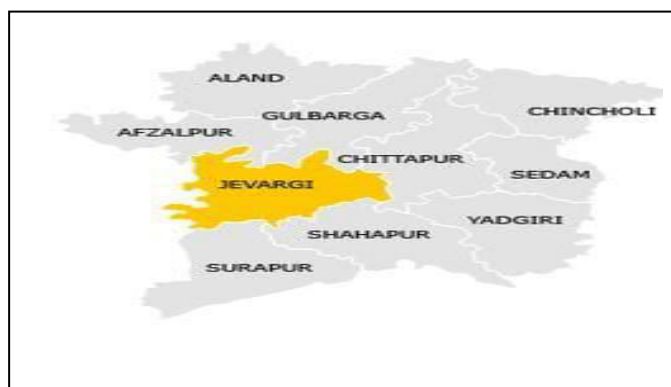 ALAND
GULBARGA
CHINCHOLI
AFZALPUR
CHITTAPUR
SEDAM
JEVARGI
YADGIRI
SHAHAPUR
SURAPUR